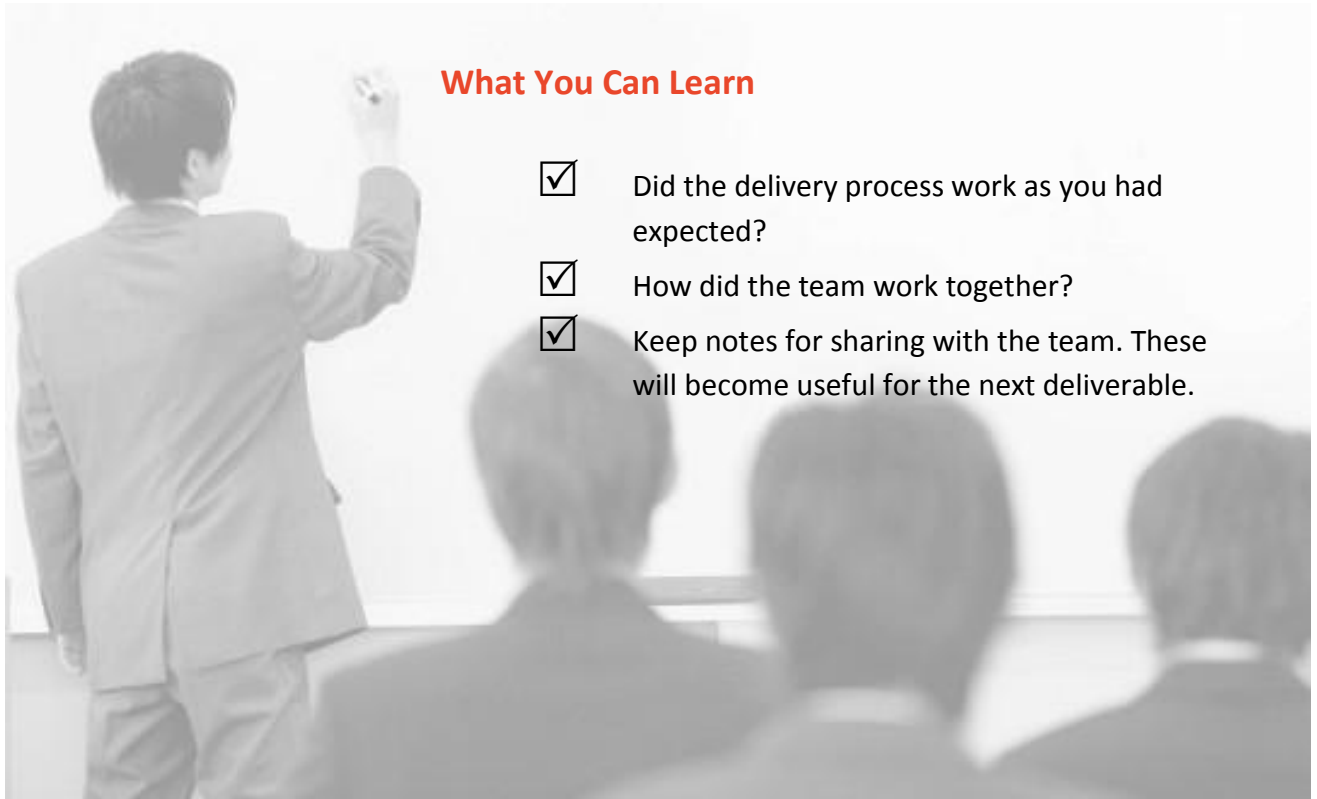 What You Can Learn
Did the delivery process work as you had
expected?
How did the team work together?
Keep notes for sharing with the team. These
will become useful for the next deliverable.